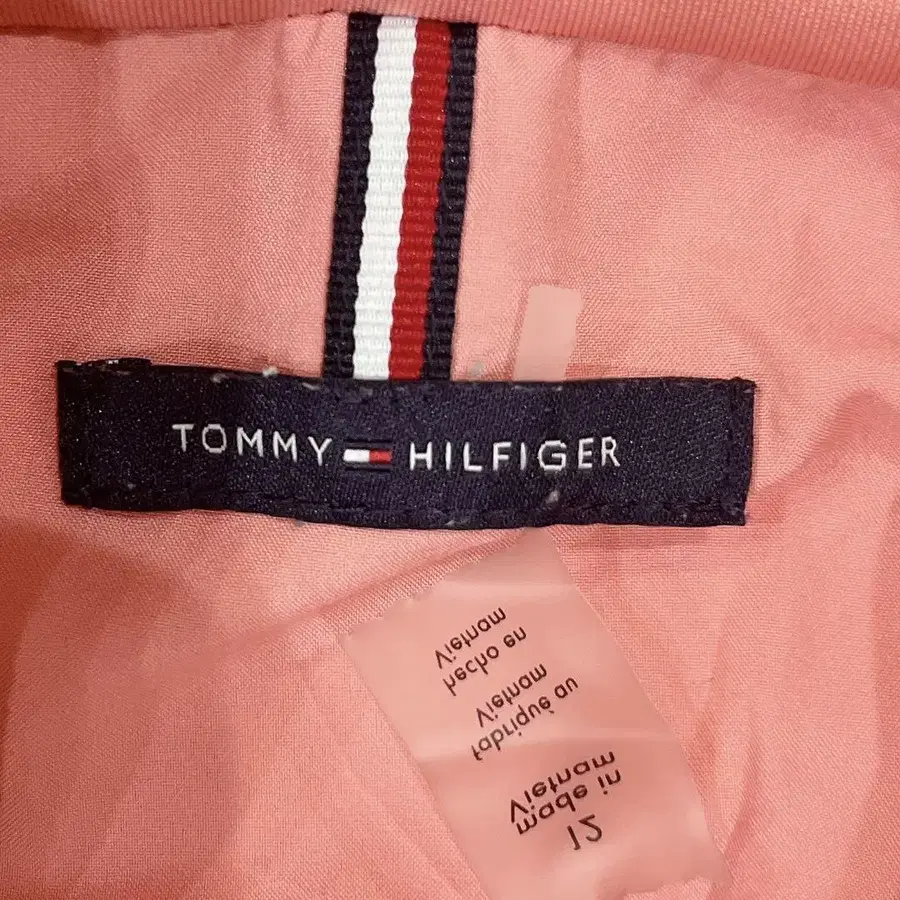 TOMMY HILFIGER
12
made in
Vietnam
fabriqué au
Vietnam
hecho en
Vietnam